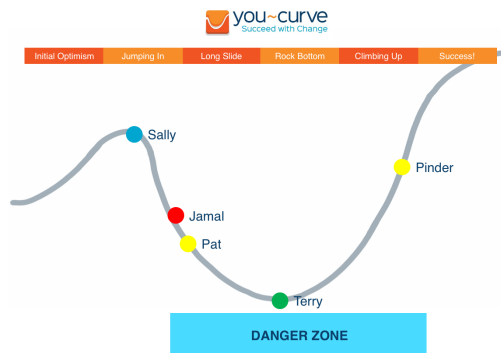 you~curve
Succeed with Change
Initial Optimism Jumping In Long Slide Rock Bottom Climbing Up Success!
Sally
Pinder
Jamal
Pat
Terry
DANGER ZONE